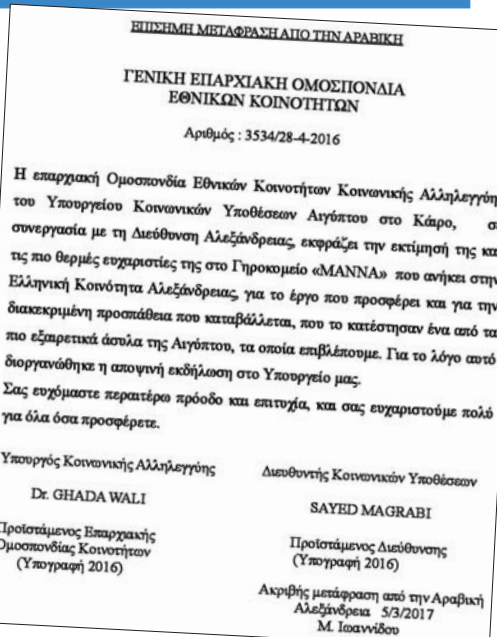 ΕΠΙΣΗΜΗ ΜΕΤΑΦΡΑΣΗ ΑΠΟ ΤΗΝ ΑΡΑΒΙΚΗ
ΓΕΝΙΚΗ ΕΠΑΡΧΙΑΚΗ ΟΜΟΣΠΟΝΔΙΑ
ΕΘΝΙΚΩΝ ΚΟΙΝΟΤΗΤΩΝ
Αριθμός : 3534/28-4-2016
Η επαρχιακή Ομοσπονδία Εθνικών Κοινοτήτων Κοινωνικής Αλληλεγγύη
του Υπουργείου Κοινωνικών Υποθέσεων Αιγύπτου στο Κάιρο, σ
συνεργασία με τη Διεύθυνση Αλεξάνδρειας, εκφράζει την εκτίμησή της κα
τις πιο θερμές ευχαριστίες της στο Γηροκομείο «ΜΑΝΝΑ» που ανήκει στην
Ελληνική Κοινότητα Αλεξάνδρειας, για το έργο που προσφέρει και για την
διακεκριμένη προσπάθεια που καταβάλλεται, που το κατέστησαν ένα από τα
πιο εξαιρετικά άσυλα της Αιγύπτου, τα οποία επιβλέπουμε. Για το λόγο αυτό
διοργανώθηκε η αποψινή εκδήλωση στο Υπουργείο μας.
Σας ευχόμαστε περαιτέρω πρόοδο και επιτυχία, και σας ευχαριστούμε πολύ
για όλα όσα προσφέρετε.
Υπουργός Κοινωνικής Αλληλεγγύης
Dr. GHADA WALI
Προϊστάμενος Επαρχιακής
Ομοσπονδίας Κοινοτήτων
(Υπογραφή 2016)
Διευθυντής Κοινωνικών Υποθέσεων
SAYED MAGRABI
Προϊστάμενος Διεύθυνσης
(Υπογραφή 2016)
Ακριβής μετάφραση από την Αραβική
Αλεξάνδρεια 5/3/2017
Μ. Ιωαννίδου